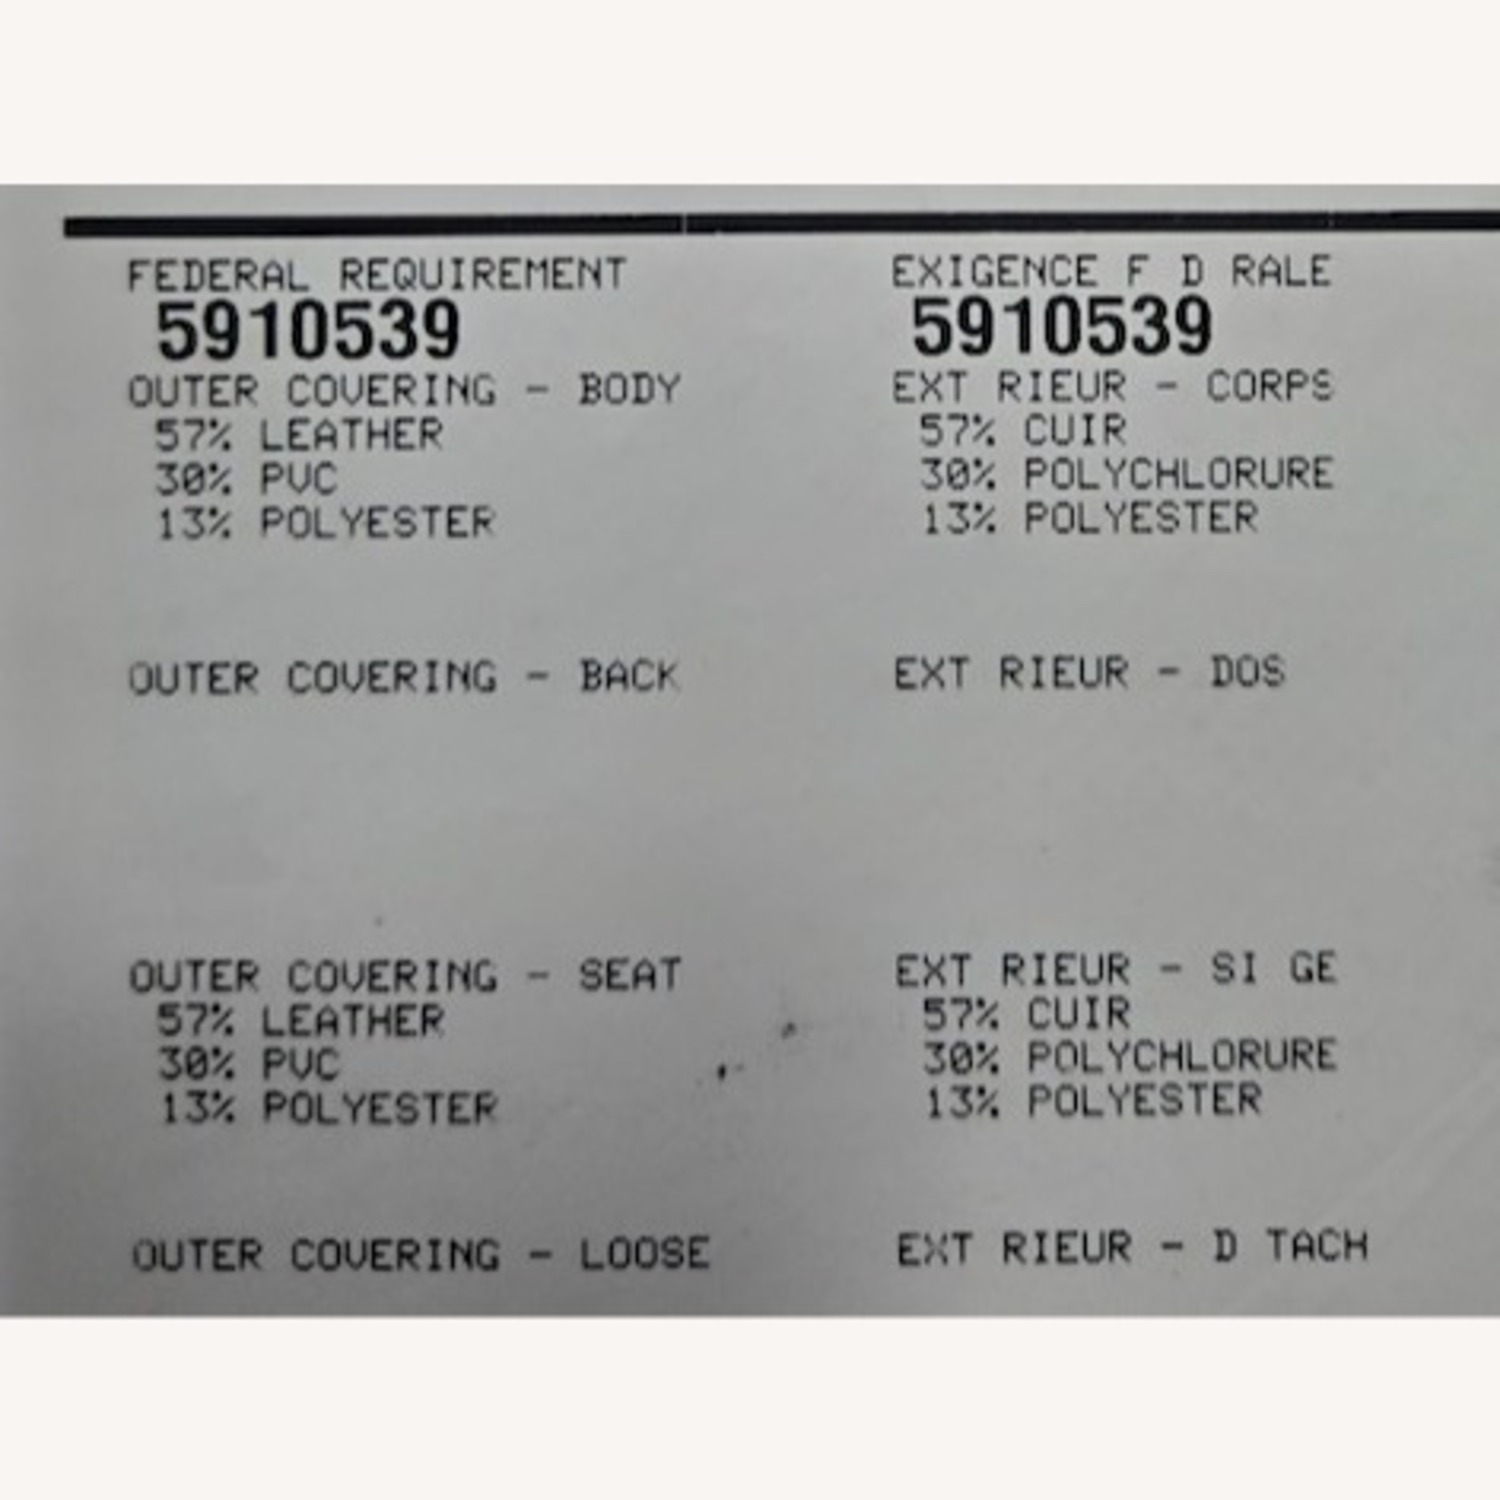 FEDERAL REQUIREMENT
5910539
OUTER COVERING - BODY
57% LEATHER
30% PVC
13% POLYESTER
OUTER COVERING - BACK
OUTER COVERING - SEAT
57% LEATHER
30% PVC
13% POLYESTER
OUTER COVERING - LOOSE
EXIGENCE F D RALE
5910539
EXT RIEUR - CORPS
57% CUIR
30% POLYCHLORURE
13% POLYESTER
EXT RIEUR - DOS
EXT RIEUR - SI GE
57% CUIR
30% POLYCHLORURE
13% POLYESTER
EXT RIEUR - D TACH